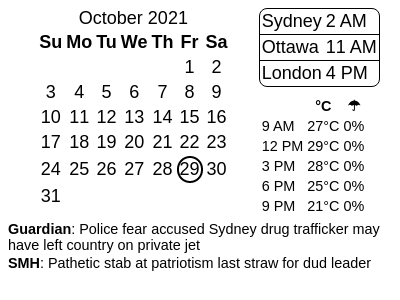 October 2021
Su Mo Tu We Th Fr Sa
1 2
3 4 5 6 7 8 9
10 11 12 13 14 15 16
17 18 19 20 21 22 23
24 25 26 27 28 29 30
31
Sydney 2 AM
Ottawa 11 AM
London 4 PM
°C ☂
9 AM 27°C 0%
12 PM 29°C 0%
3 PM 28°C 0%
6 PM 25°C 0%
9 PM 21°C 0%
Guardian: Police fear accused Sydney drug trafficker may
have left country on private jet
SMH: Pathetic stab at patriotism last straw for dud leader